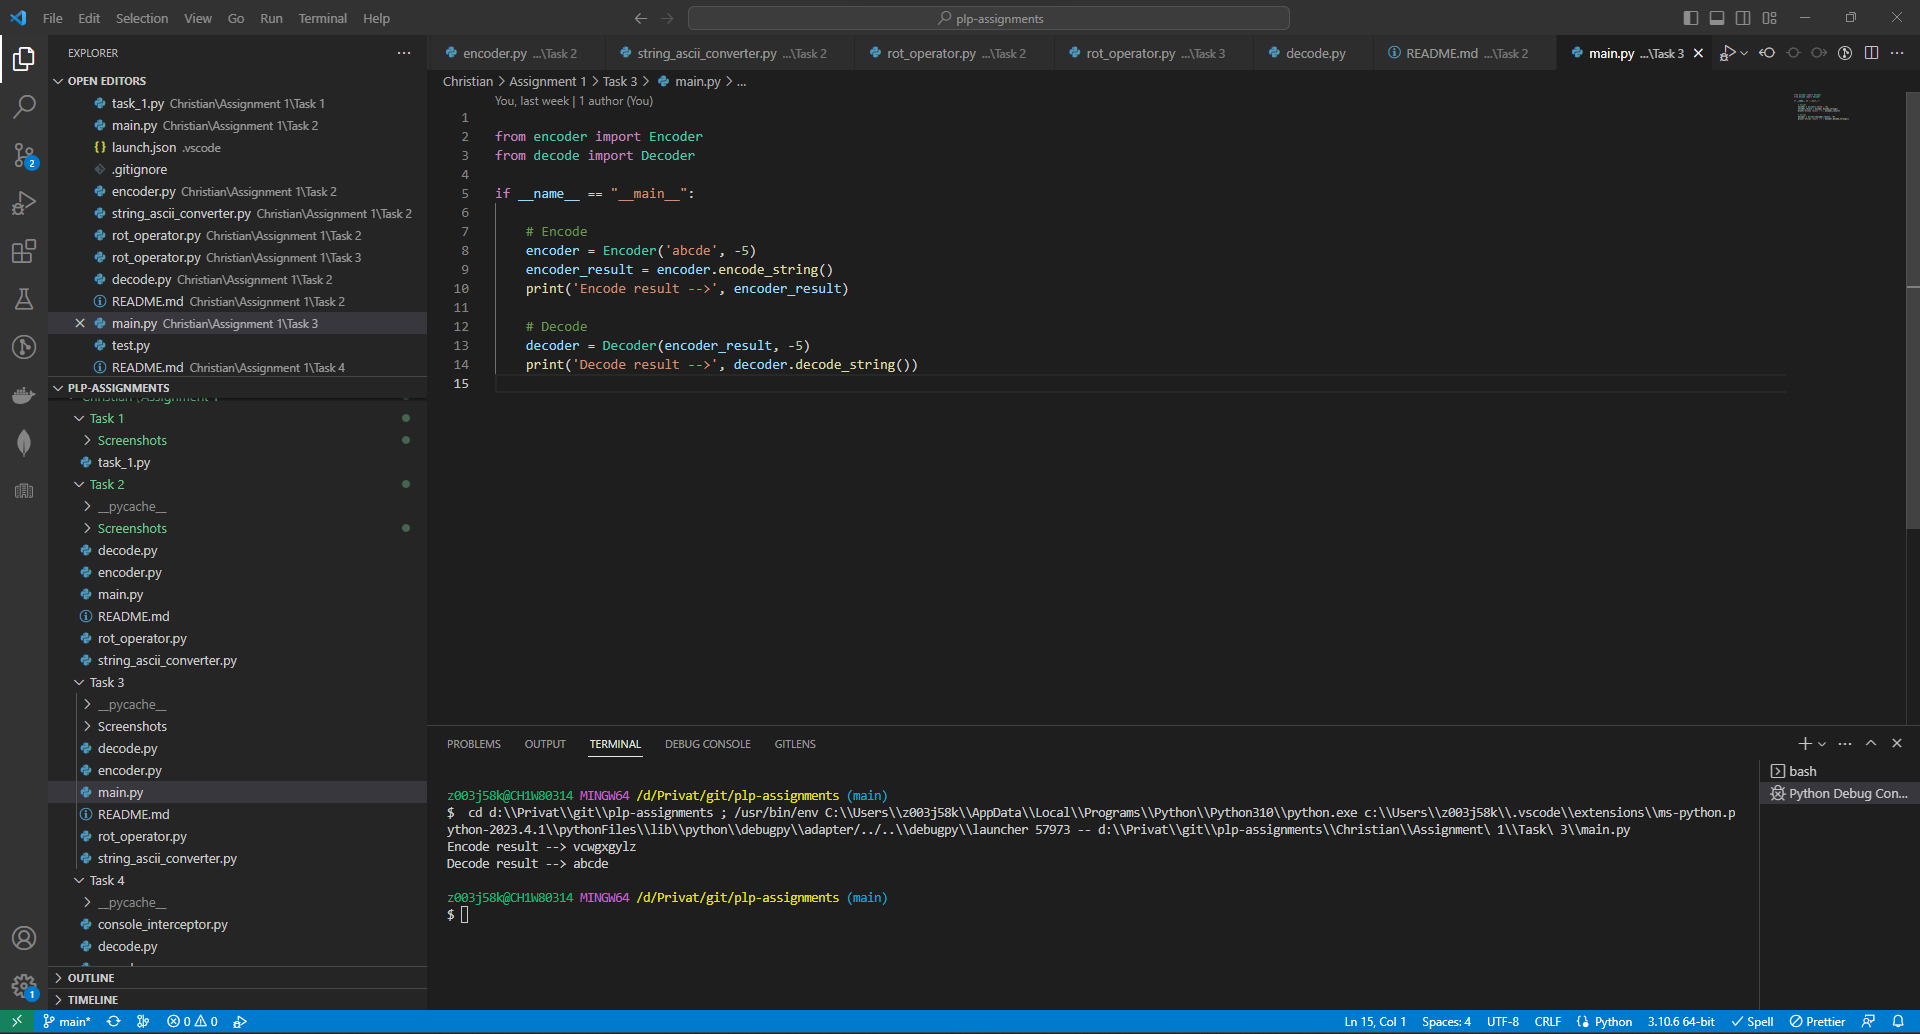 File Edit Selection View Go Run Terminal Help
plp-assignments
EXPLORER
OPEN EDITORS
task_1.py Christian\Assignment 1\Task 1
main.py Christian\Assignment 1\Task 2
{} launch.json .vscode
.gitignore
encoder.py Christian\Assignment 1\Task 2
string_ascii_converter.py Christian\Assignment 1\Task 2
rot_operator.py Christian\Assignment 1\Task 2
rot_operator.py Christian\Assignment 1\Task 3
decode.py Christian\Assignment 1\Task 2
README.md Christian\Assignment 1\Task 2
main.py Christian\Assignment 1\Task 3
test.py
README.md Christian\Assignment 1\Task 4
PLP-ASSIGNMENTS
Christian \ Assignment 1
Task 1
Screenshots
task_1.py
Task 2
__pycache__
Screenshots
decode.py
encoder.py
main.py
README.md
rot_operator.py
string_ascii_converter.py
Task 3
__pycache__
Screenshots
decode.py
encoder.py
main.py
README.md
rot_operator.py
string_ascii_converter.py
Task 4
__pycache__
console_interceptor.py
decode.py
OUTLINE
TIMELINE
2
1
encoder.py ...\Task 2 string_ascii_converter.py ...\Task 2 rot_operator.py ...\Task 2 rot_operator.py ...\Task 3 decode.py README.md ...\Task 2 main.py ...\Task 3
Christian > Assignment 1 > Task 3 > main.py > ...
You, last week | 1 author (You)
1
2 from encoder import Encoder
3 from decode import Decoder
4
5 if __name__ == "__main__":
6
7 # Encode
8 encoder = Encoder('abcde', -5)
9 encoder_result = encoder.encode_string()
10 print('Encode result -->', encoder_result)
11
12 # Decode
13 decoder = Decoder(encoder_result, -5)
14 print('Decode result -->', decoder.decode_string())
15
PROBLEMS OUTPUT TERMINAL DEBUG CONSOLE GITLENS
z003j58k@CH1W80314 MINGW64 /d/Privat/git/plp-assignments (main)
$ cd d:\\Privat\\git\\plp-assignments ; /usr/bin/env C:\\Users\\z003j58k\\AppData\\Local\\Programs\\Python\\Python310\\python.exe c:\\Users\\z003j58k\\.vscode\\extensions\\ms-python.p
ython-2023.4.1\\pythonFiles\\lib\\python\\debugpy\\adapter/../..\\debugpy\\launcher 57973 -- d:\\Privat\\git\\plp-assignments\\Christian\\Assignment\ 1\\Task\ 3\\main.py
Encode result --> vcwgxgylz
Decode result --> abcde
z003j58k@CH1W80314 MINGW64 /d/Privat/git/plp-assignments (main)
$
bash
Python Debug Con...
main* 0 0 Ln 15, Col 1 Spaces: 4 UTF-8 CRLF Python 3.10.6 64-bit Spell Prettier